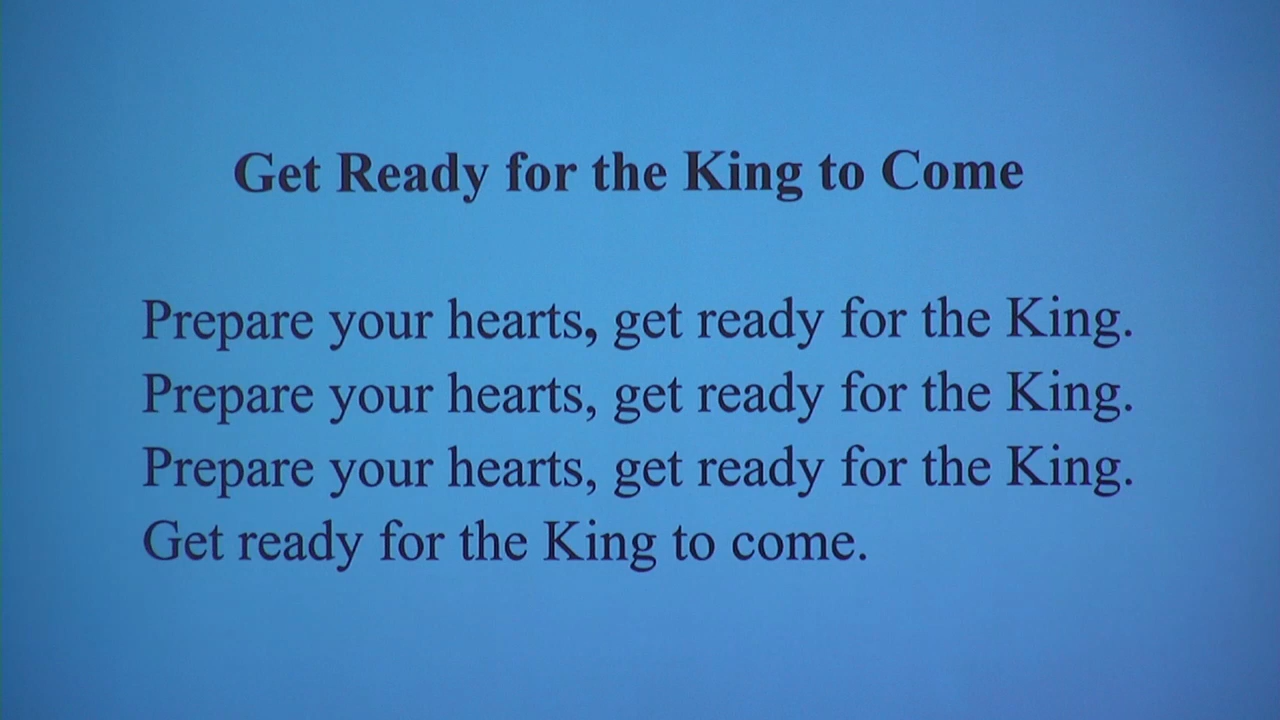 Get Ready for the King to Come
Prepare your hearts, get ready for the King.
Prepare your hearts, get ready for the King.
Prepare your hearts, get ready for the King.
Get ready for the King to come.